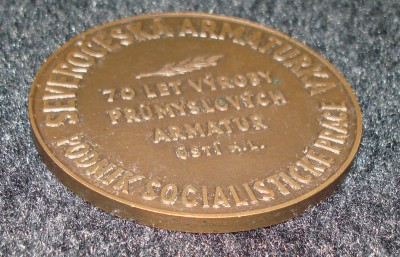 SEVEROČESKÁ ARMATURKA
70 LET VÝROBY
PRŮMYSLOVÝCH
ARMATUR
ÚSTÍ N.L.
PODNIK SOCIALISTICKÉ PRÁCE